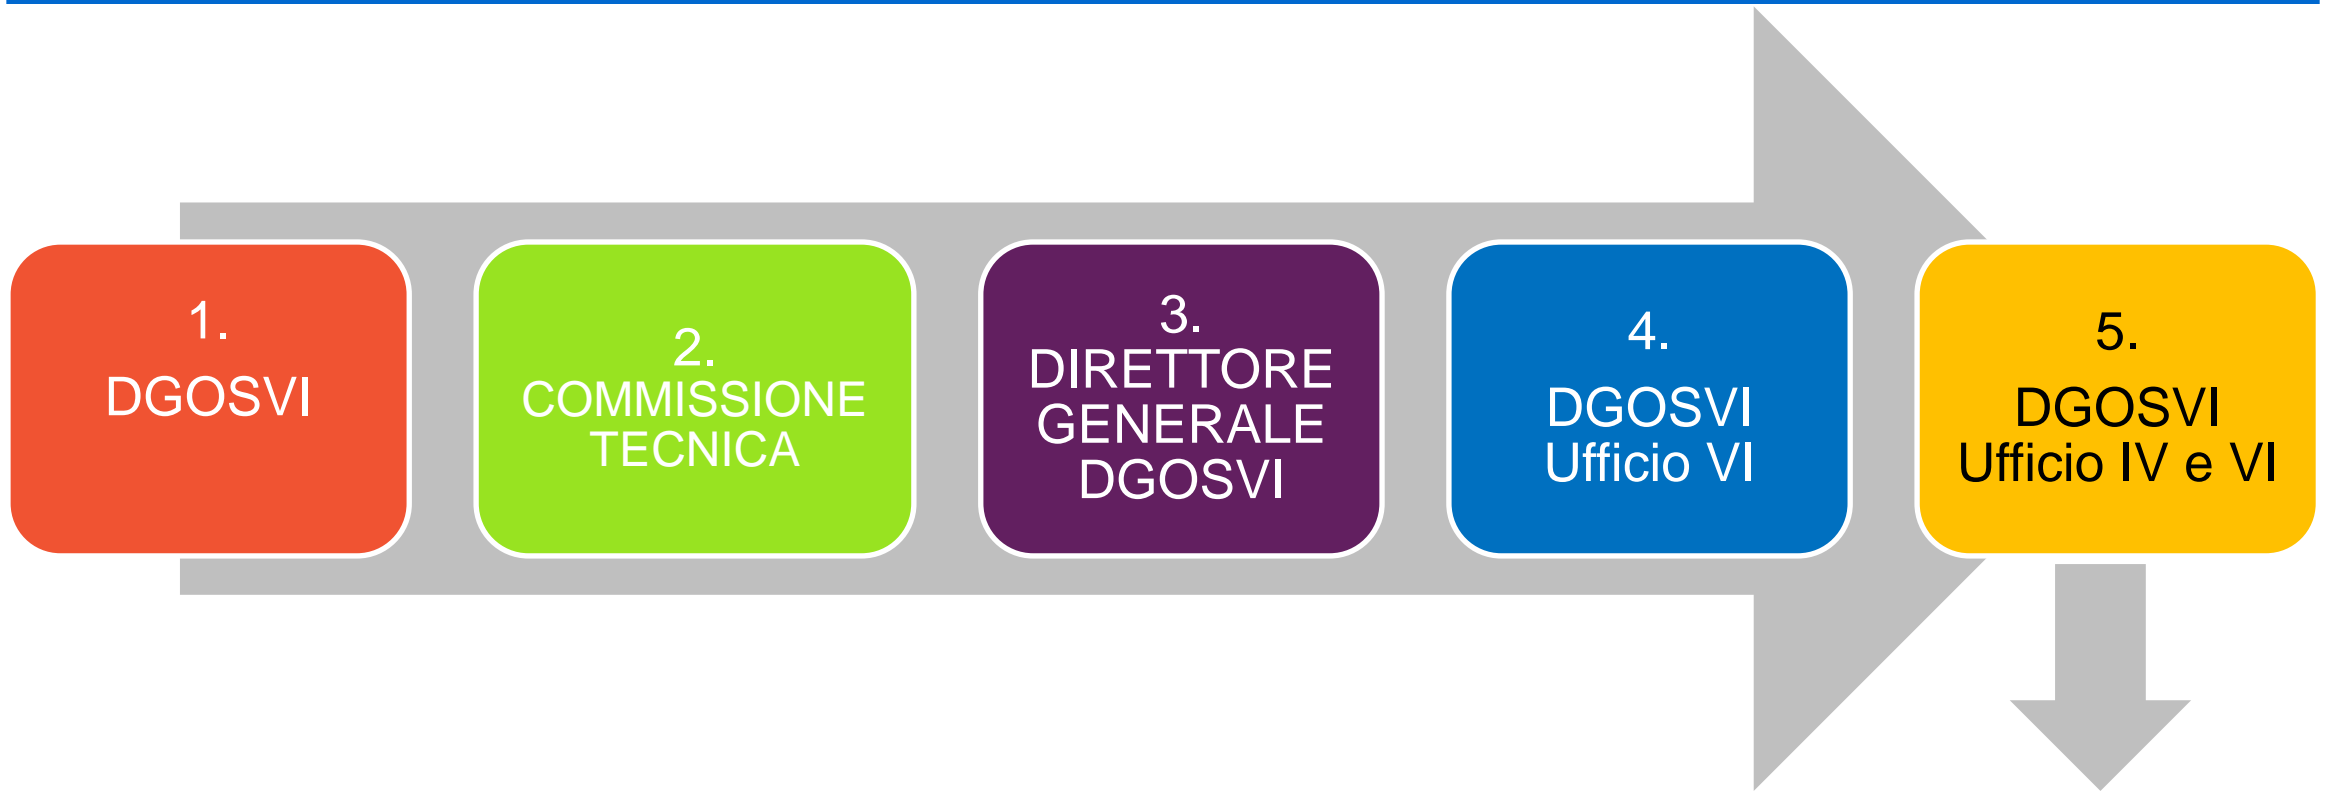 1.
DGOSVI
2.
COMMISSIONE
TECNICA
3.
DIRETTORE
GENERALE
DGOSVI
4.
DGOSVI
Ufficio VI
5.
DGOSVI
Ufficio IV e VI